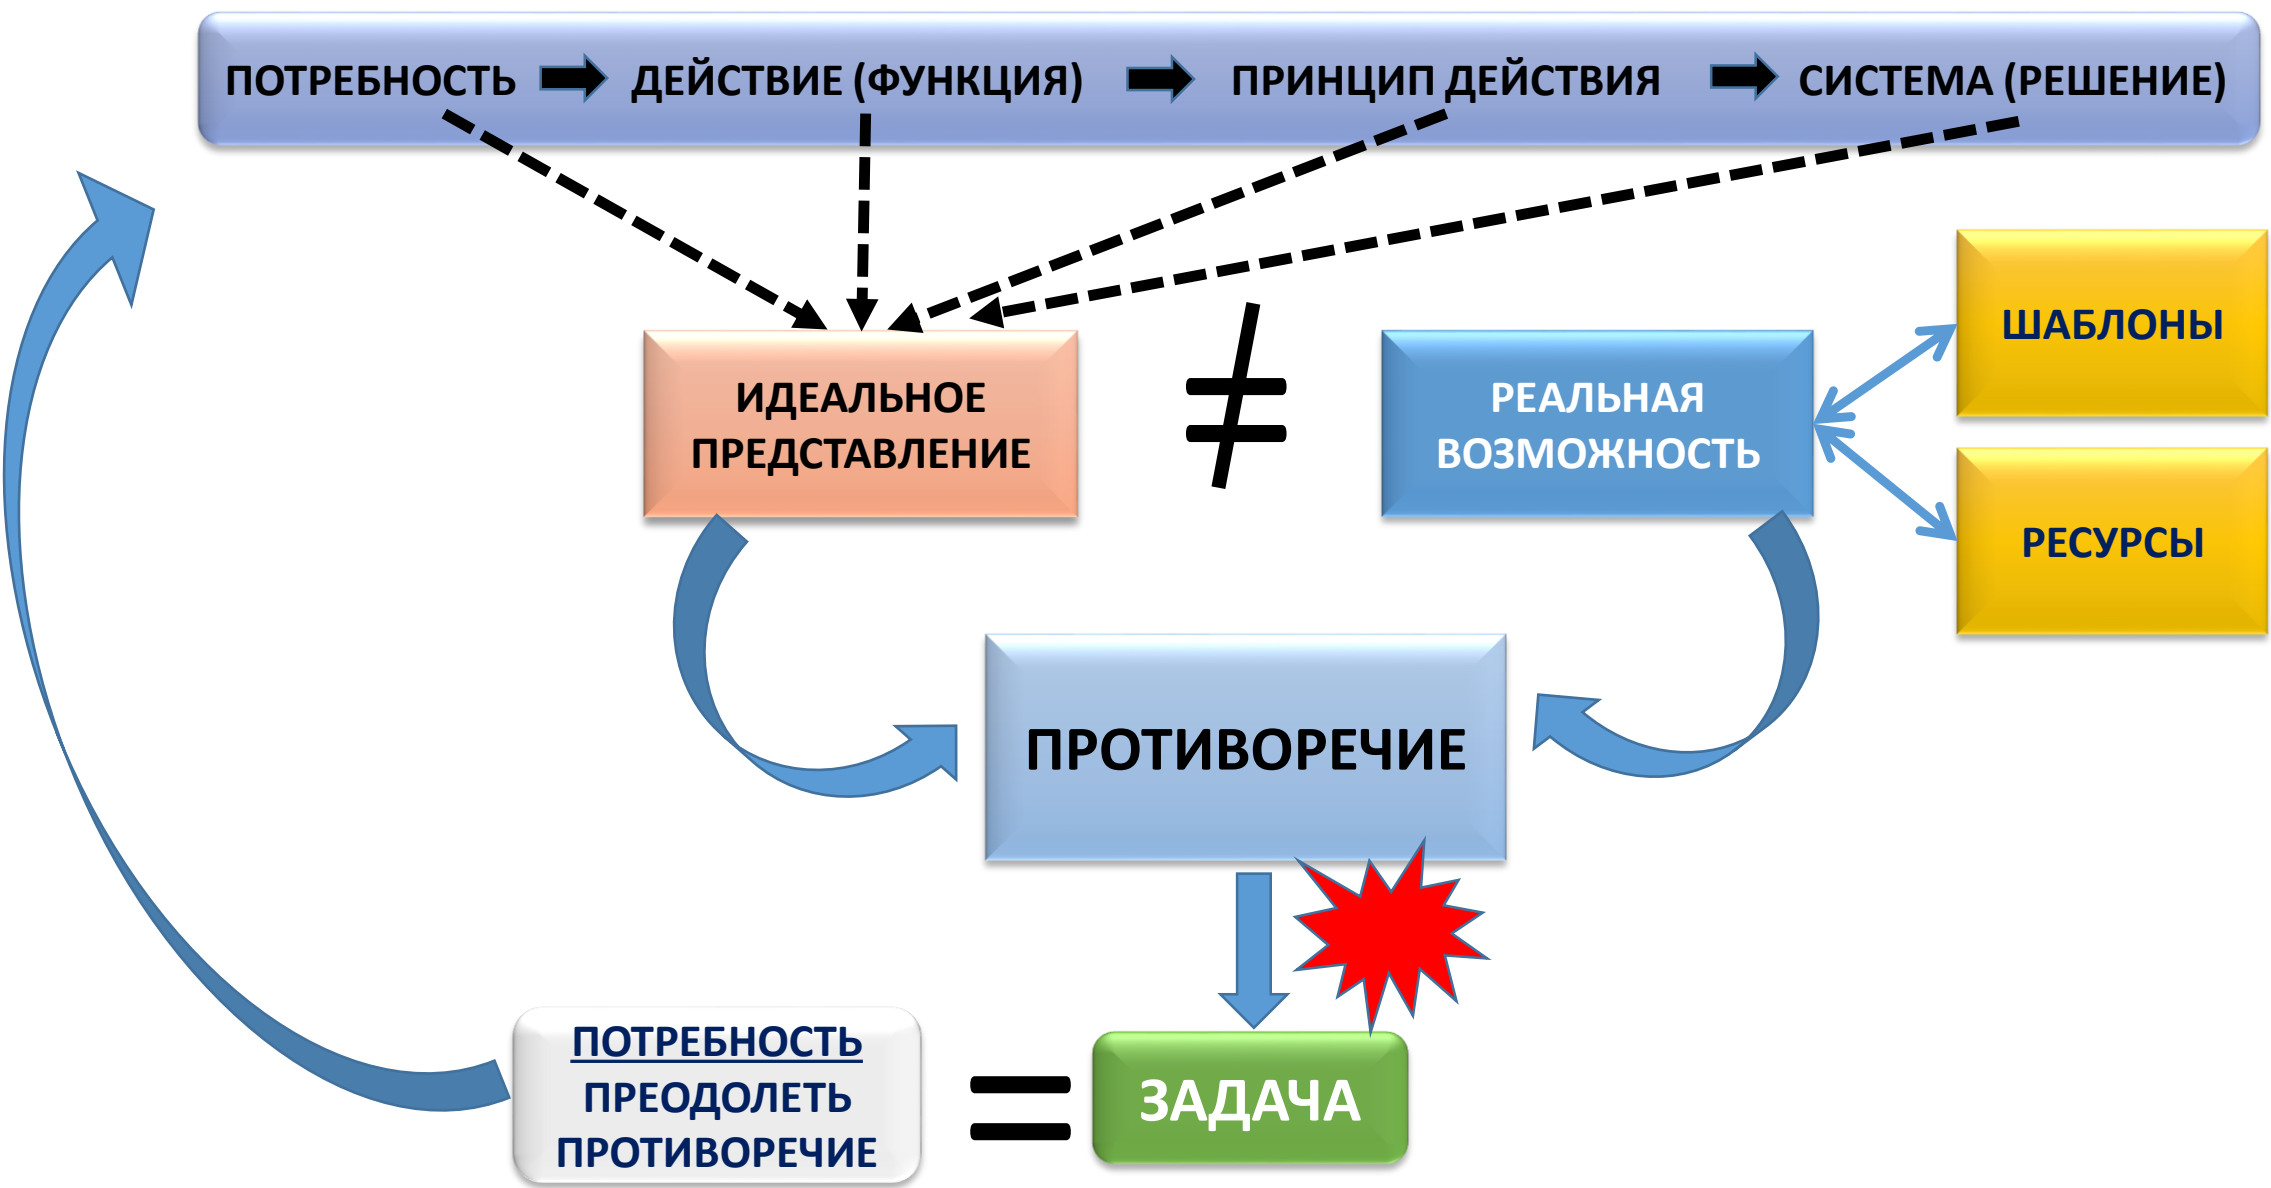 ПОТРЕБНОСТЬ ДЕЙСТВИЕ (ФУНКЦИЯ) ПРИНЦИП ДЕЙСТВИЯ СИСТЕМА (РЕШЕНИЕ)
ИДЕАЛЬНОЕ
ПРЕДСТАВЛЕНИЕ
≠
РЕАЛЬНАЯ
ВОЗМОЖНОСТЬ
ШАБЛОНЫ
РЕСУРСЫ
ПРОТИВОРЕЧИЕ
ПОТРЕБНОСТЬ
ПРЕОДОЛЕТЬ
ПРОТИВОРЕЧИЕ
=
ЗАДАЧА